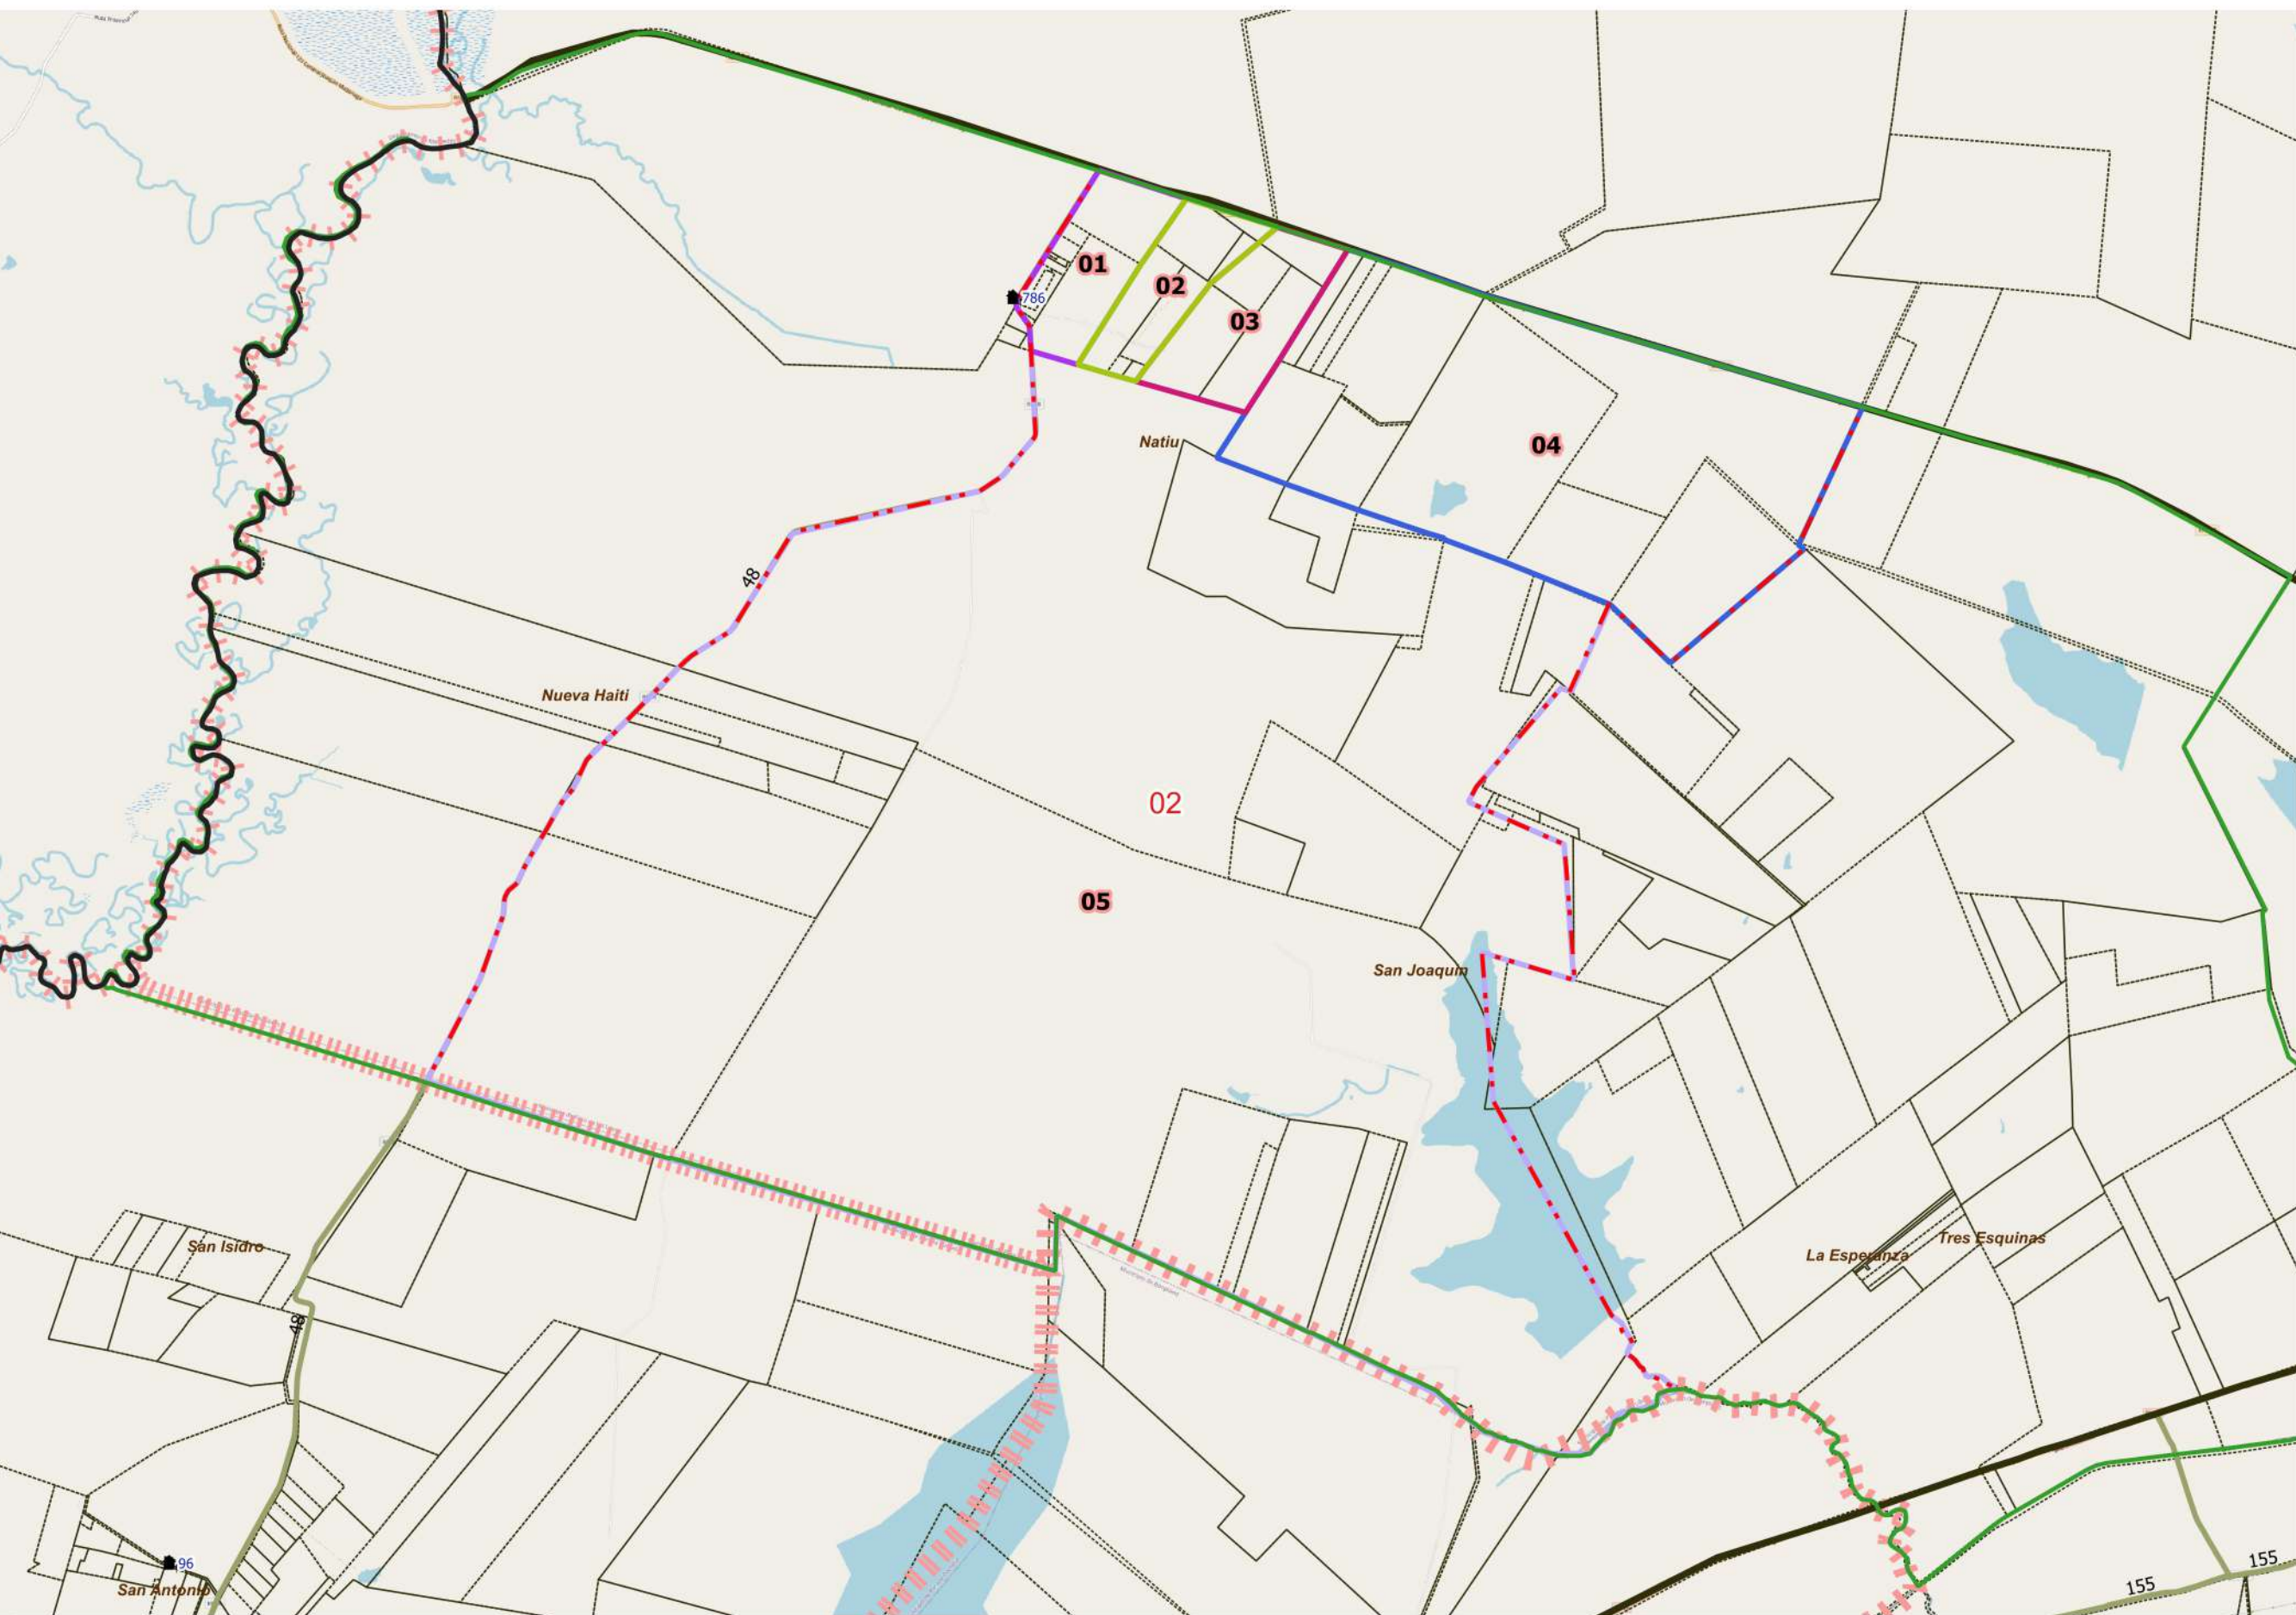 01
02
03
786
04
Natiu
48
Nueva Haiti
02
05
San Joaquin
San Isidro
La Esperanza
Tres Esquinas
48
96
San Antonio
155
155